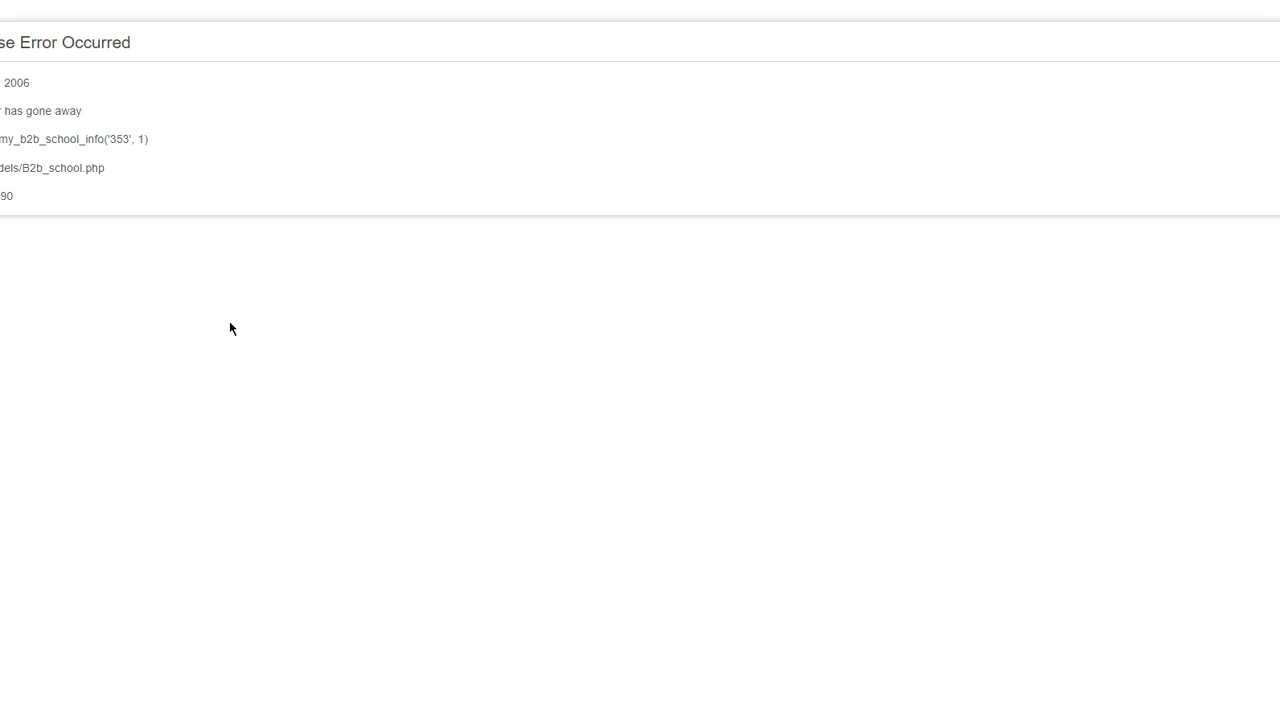 se Error Occurred
2006
r has gone away
my_b2b_school_info('353', 1)
dels/B2b_school.php
90